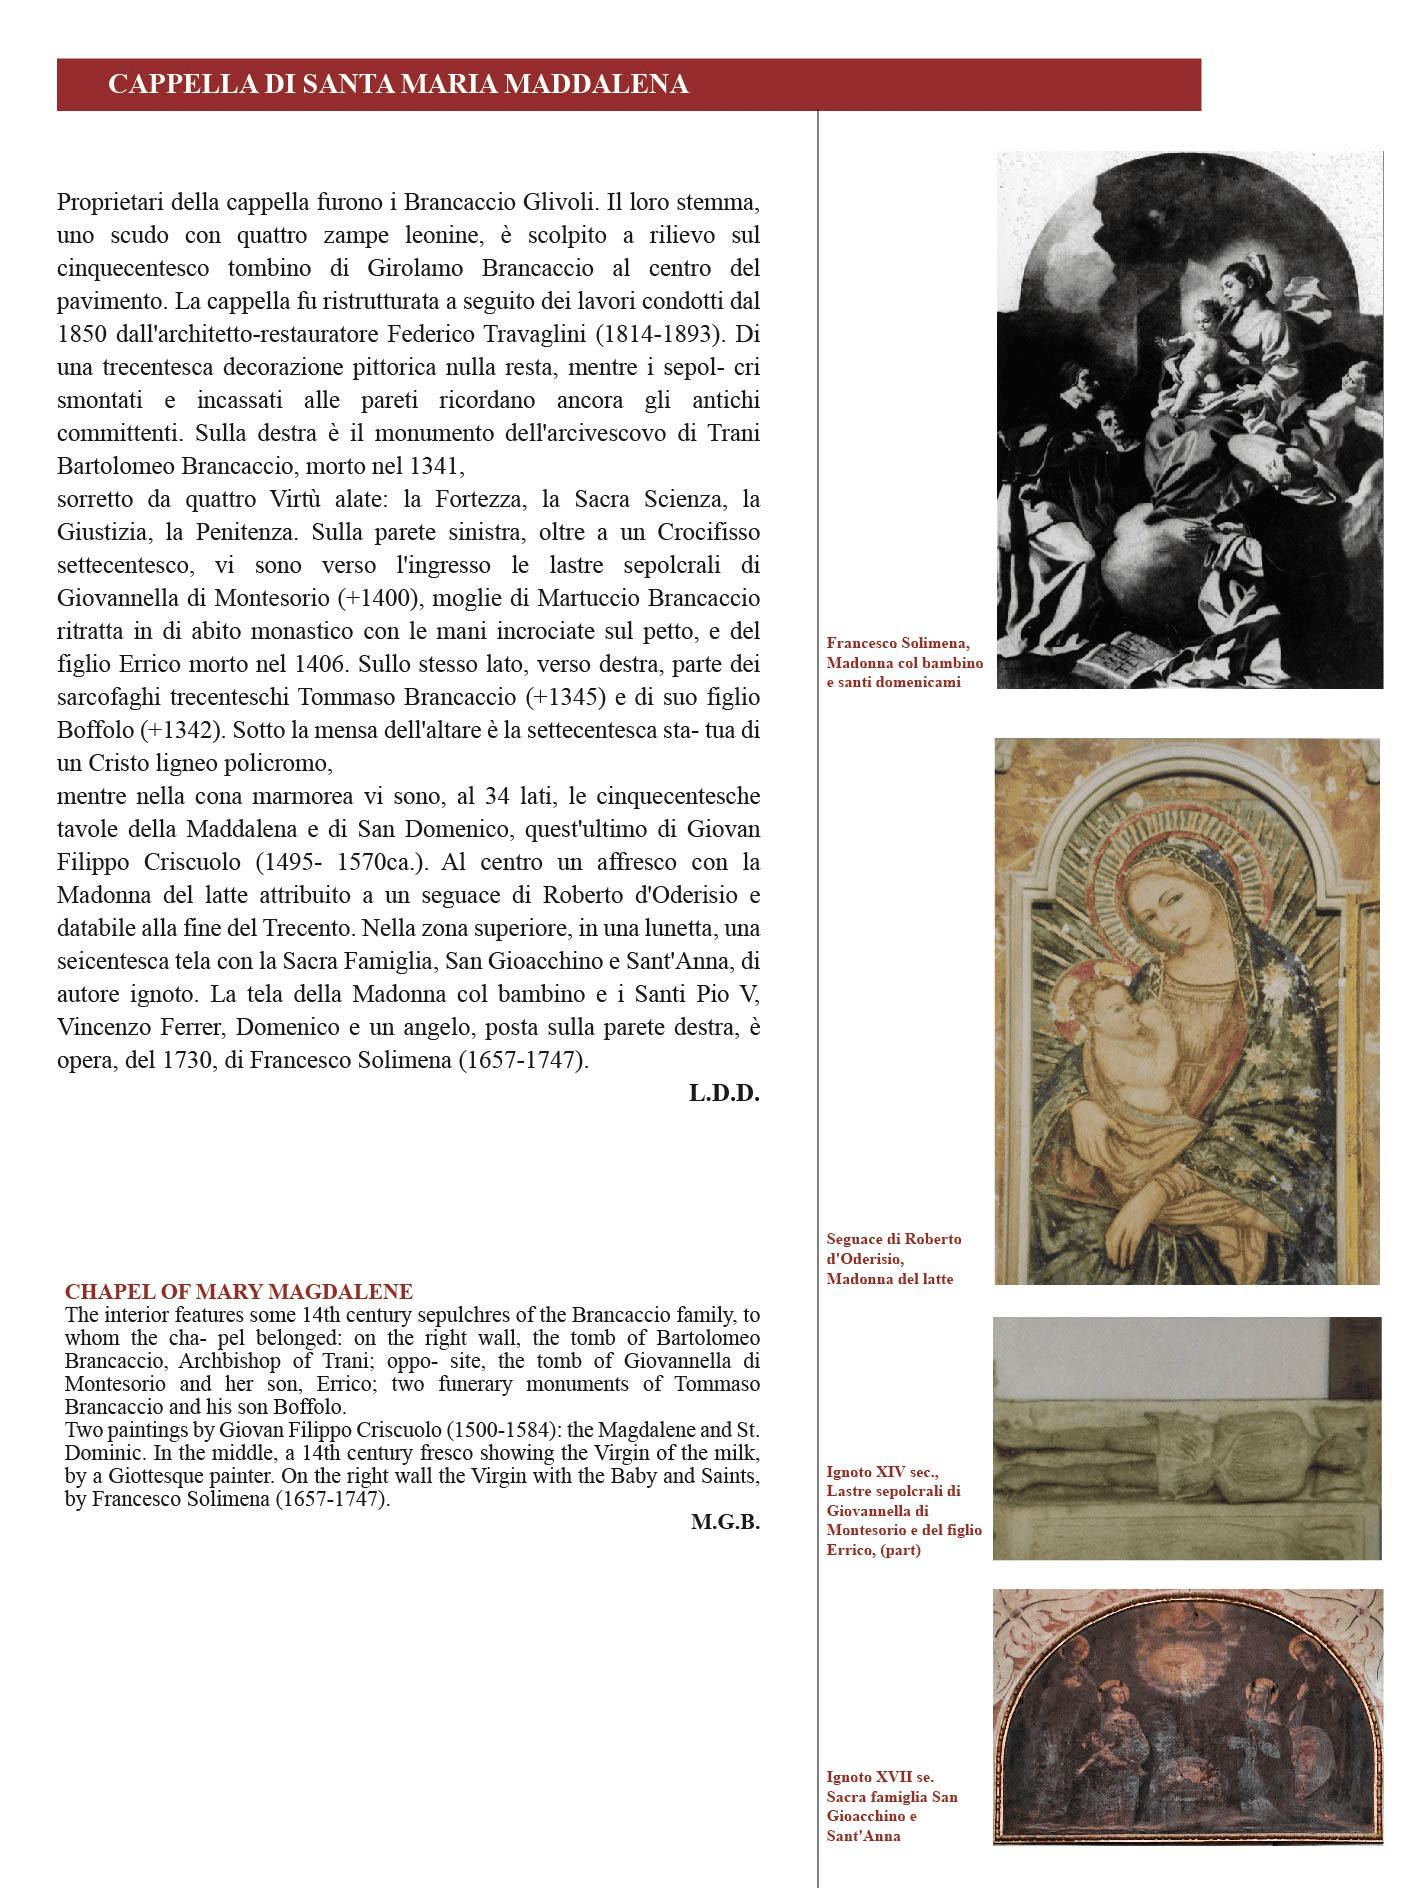 CAPPELLA DI SANTA MARIA MADDALENA
Proprietari della cappella furono i Brancaccio Glivoli. Il loro stemma,
uno scudo con quattro zampe leonine, è scolpito a rilievo sul
cinquecentesco tombino di Girolamo Brancaccio al centro del
pavimento. La cappella fu ristrutturata a seguito dei lavori condotti dal
1850 dall'architetto-restauratore Federico Travaglini (1814-1893). Di
una trecentesca decorazione pittorica nulla resta, mentre i sepol- cri
smontati e incassati alle pareti ricordano ancora gli antichi
committenti. Sulla destra è il monumento dell'arcivescovo di Trani
Bartolomeo Brancaccio, morto nel 1341,
sorretto da quattro Virtù alate: la Fortezza, la Sacra Scienza, la
Giustizia, la Penitenza. Sulla parete sinistra, oltre a un Crocifisso
settecentesco, vi sono verso l'ingresso le lastre sepolcrali di
Giovannella di Montesorio (+1400), moglie di Martuccio Brancaccio
ritratta in di abito monastico con le mani incrociate sul petto, e del
figlio Errico morto nel 1406. Sullo stesso lato, verso destra, parte dei
sarcofaghi trecenteschi Tommaso Brancaccio (+1345) e di suo figlio
Boffolo (+1342). Sotto la mensa dell'altare è la settecentesca sta- tua di
un Cristo ligneo policromo,
mentre nella cona marmorea vi sono, al 34 lati, le cinquecentesche
tavole della Maddalena e di San Domenico, quest'ultimo di Giovan
Filippo Criscuolo (1495- 1570ca.). Al centro un affresco con la
Madonna del latte attribuito a un seguace di Roberto d'Oderisio e
databile alla fine del Trecento. Nella zona superiore, in una lunetta, una
seicentesca tela con la Sacra Famiglia, San Gioacchino e Sant'Anna, di
autore ignoto. La tela della Madonna col bambino e i Santi Pio V,
Vincenzo Ferrer, Domenico e un angelo, posta sulla parete destra, è
opera, del 1730, di Francesco Solimena (1657-1747).
L.D.D.
CHAPEL OF MARY MAGDALENE
The interior features some 14th century sepulchres of the Brancaccio family, to
whom the cha- pel belonged: on the right wall, the tomb of Bartolomeo
Brancaccio, Archbishop of Trani; oppo- site, the tomb of Giovannella di
Montesorio and her son, Errico; two funerary monuments of Tommaso
Brancaccio and his son Boffolo.
Two paintings by Giovan Filippo Criscuolo (1500-1584): the Magdalene and St.
Dominic. In the middle, a 14th century fresco showing the Virgin of the milk,
by a Giottesque painter. On the right wall the Virgin with the Baby and Saints,
by Francesco Solimena (1657-1747).
M.G.B.
Francesco Solimena,
Madonna col bambino
e santi domenicami
Seguace di Roberto
d'Oderisio,
Madonna del latte
Ignoto XIV sec.,
Lastre sepolcrali di
Giovannella di
Montesorio e del figlio
Errico, (part)
Ignoto XVII se.
Sacra famiglia San
Gioacchino e
Sant'Anna